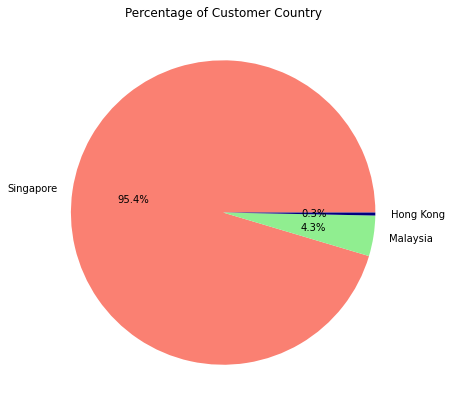 Percentage of Customer Country
Singapore
95.4%
0.3%
Hong Kong
4.3%
Malaysia